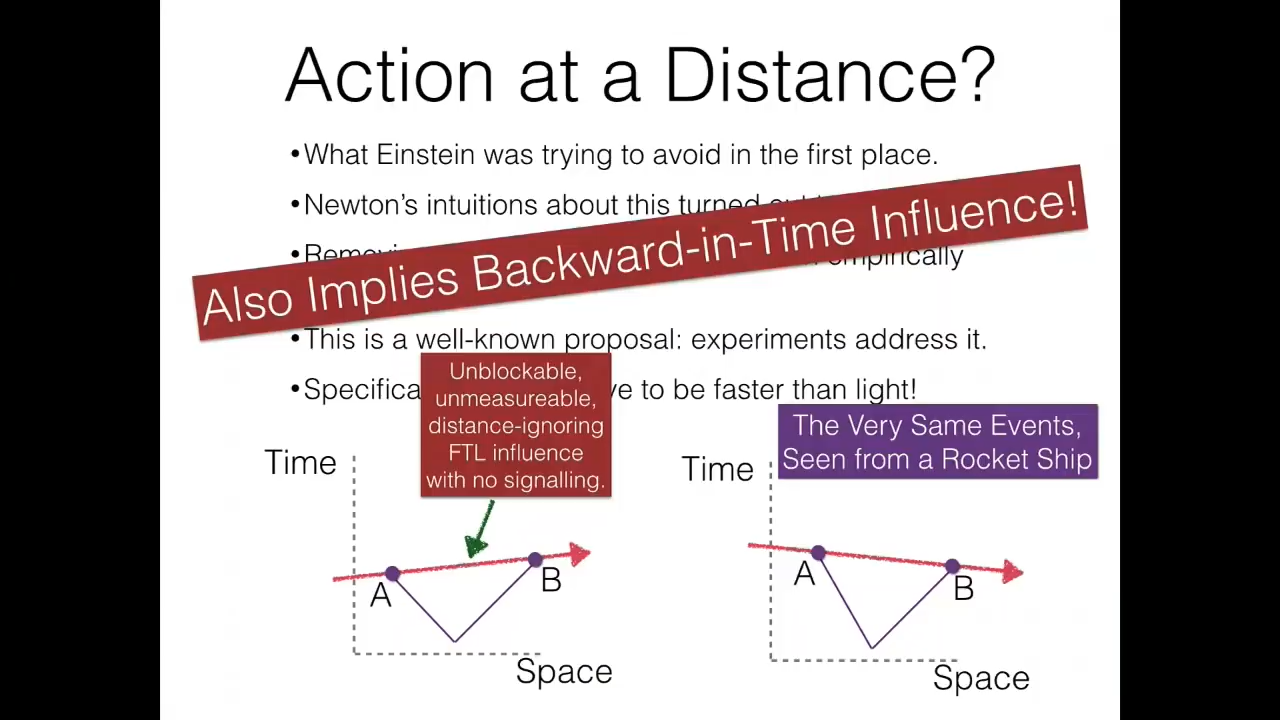 Action at a Distance?
•What Einstein was trying to avoid in the first place.
•Newton's intuitions about this turned
Also Implies Backward-in-Time Influence!
empirically
•This is a well-known proposal: experiments address it.
•Specifica to be faster than light!
Unblockable,
unmeasureable,
distance-ignoring
FTL influence
with no signalling.
The Very Same Events,
Seen from a Rocket Ship
Time
A
B
Space
Time
A
B
Space